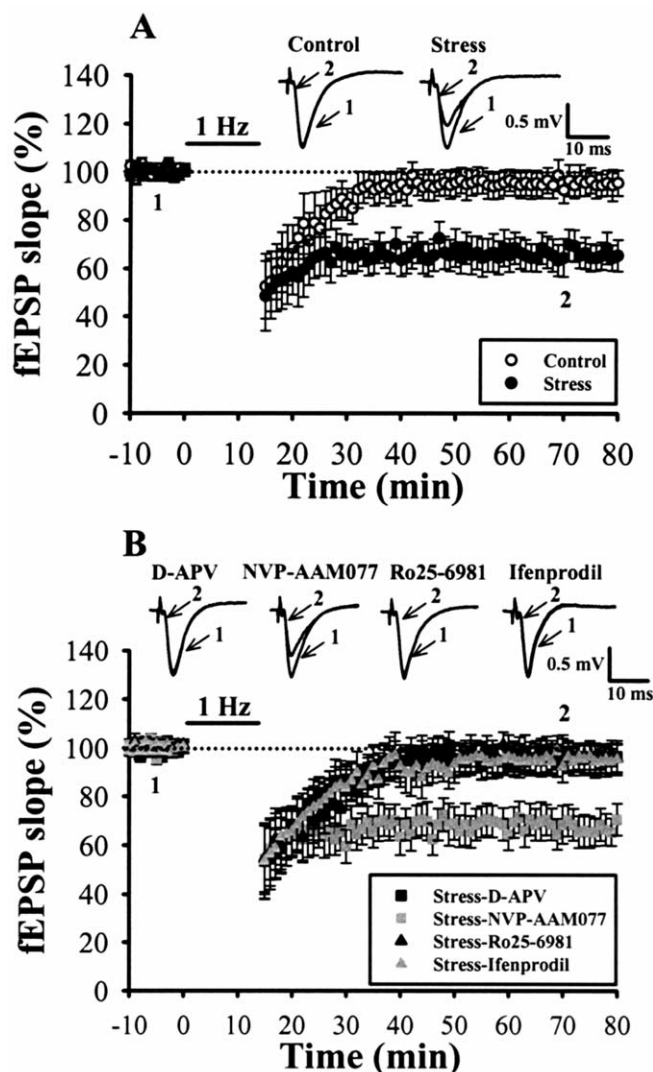 A
Control Stress
2 2
1 1
0.5 mV
10 ms
1 Hz
fEPSP slope (%)
140
120
100
80
60
40
20
0
1
2
Control
Stress
-10 0 10 20 30 40 50 60 70 80
Time (min)
B
D-APV NVP-AAM077 Ro25-6981 Ifenprodil
2 2 2 2
1 1 1 1
0.5 mV
10 ms
1 Hz
2
fEPSP slope (%)
140
120
100
80
60
40
20
0
1
Stress-D-APV
Stress-NVP-AAM077
Stress-Ro25-6981
Stress-Ifenprodil
-10 0 10 20 30 40 50 60 70 80
Time (min)